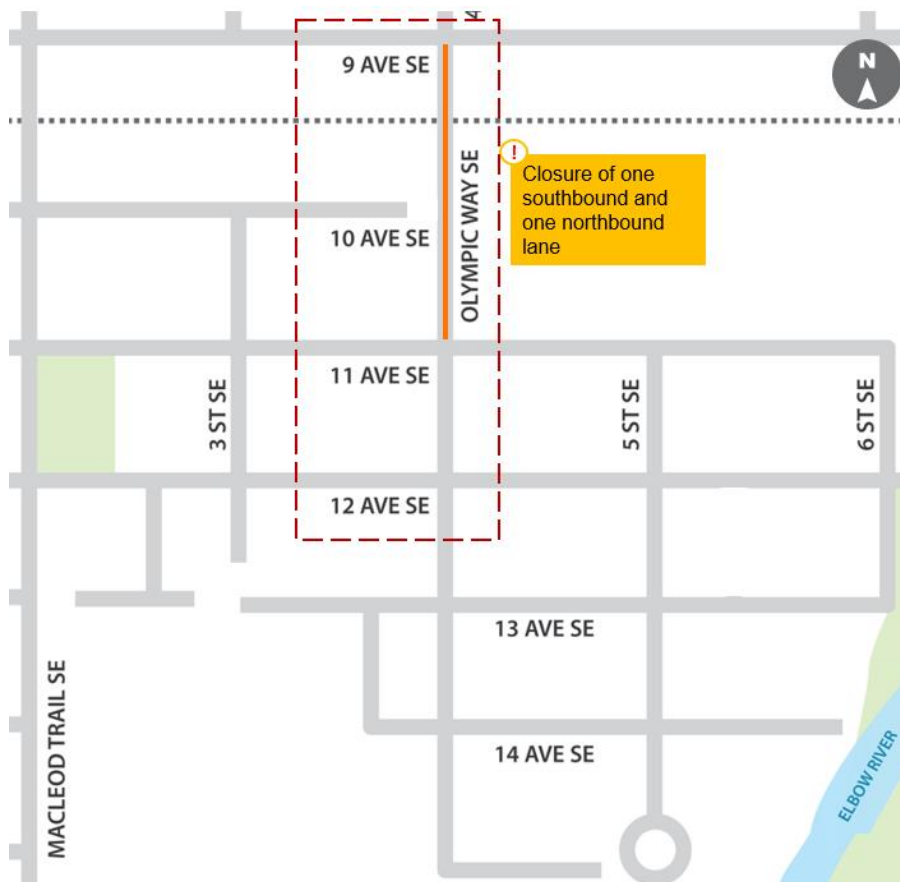 4
9 AVE SE
N
!
Closure of one
southbound and
one northbound
lane
OLYMPIC WAY SE
10 AVE SE
11 AVE SE
3 ST SE
5 ST SE
6 ST SE
12 AVE SE
13 AVE SE
MACLEOD TRAIL SE
14 AVE SE
ELBOW RIVER